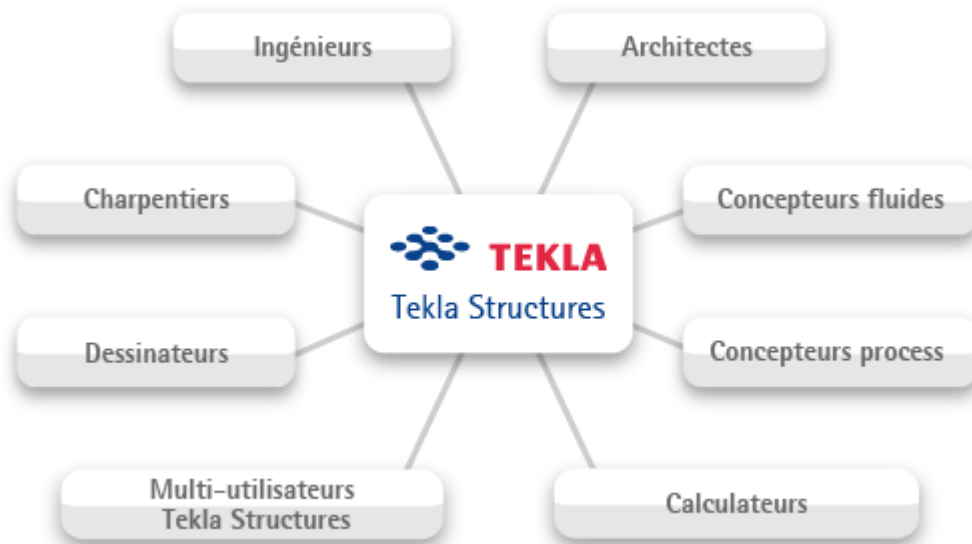 Ingénieurs
Architectes
Charpentiers
Concepteurs fluides
TEKLA
Tekla Structures
Dessinateurs
Concepteurs process
Multi-utilisateurs
Tekla Structures
Calculateurs